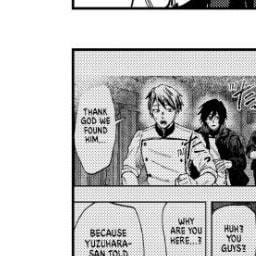 THANK
GOD WE
FOUND
HIM...
HUH?
YOU
GUYS?
WHY
ARE YOU
HERE...?
BECAUSE
YUZUHARA-
SAN TOLD